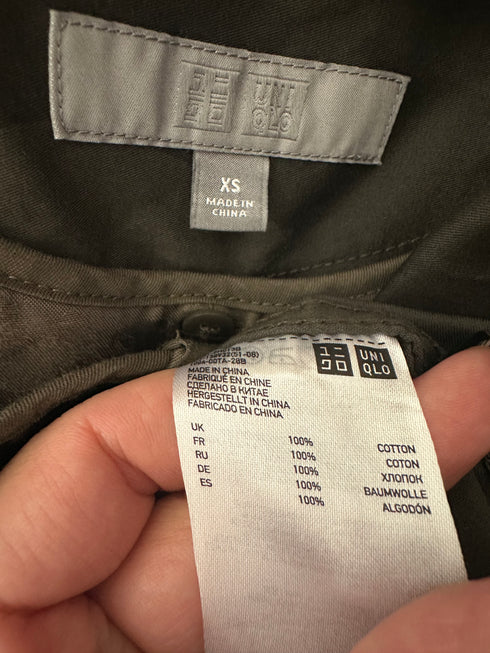 UNI
QLO
XS
MADE IN
CHINA
UNI
QLO
MADE IN CHINA
FABRIQUÉ EN CHINE
СДЕЛАНО В КИТАЕ
HERGESTELLT IN CHINA
FABRICADO EN CHINA
UK 100% COTTON
FR 100% COTON
RU 100% ХЛОПОК
DE 100% BAUMWOLLE
ES 100% ALGODÓN